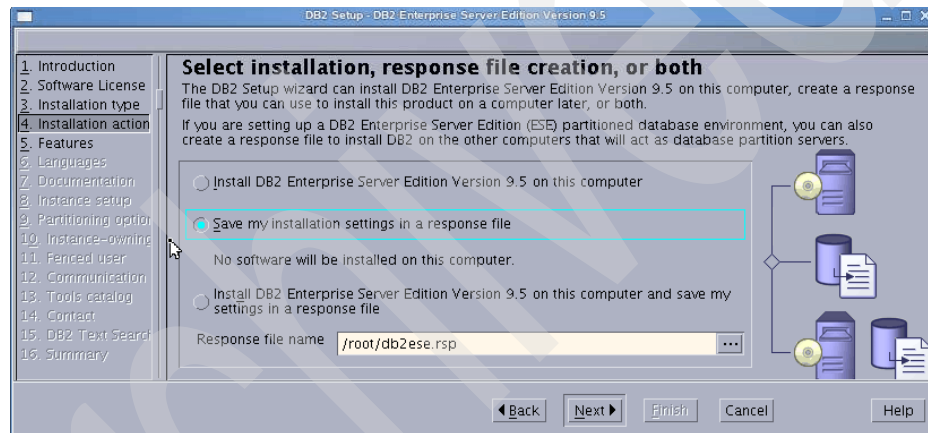 DB2 Setup - DB2 Enterprise Server Edition Version 9.5
1. Introduction
2. Software License
3. Installation type
4. Installation action
5. Features
6. Languages
7. Documentation
8. Instance setup
9. Partitioning option
10. Instance-owning
11. Fenced user
12. Communication
13. Tools catalog
14. Contact
15. DB2 Text Search
16. Summary
Select installation, response file creation, or both
The DB2 Setup wizard can install DB2 Enterprise Server Edition Version 9.5 on this computer, create a response
file that you can use to install this product on a computer later, or both.
If you are setting up a DB2 Enterprise Server Edition (ESE) partitioned database environment, you can also
create a response file to install DB2 on the other computers that will act as database partition servers.
Install DB2 Enterprise Server Edition Version 9.5 on this computer
Save my installation settings in a response file
No software will be installed on this computer.
Install DB2 Enterprise Server Edition Version 9.5 on this computer and save my
settings in a response file
Response file name /root/db2ese.rsp ...
Back Next Finish Cancel Help